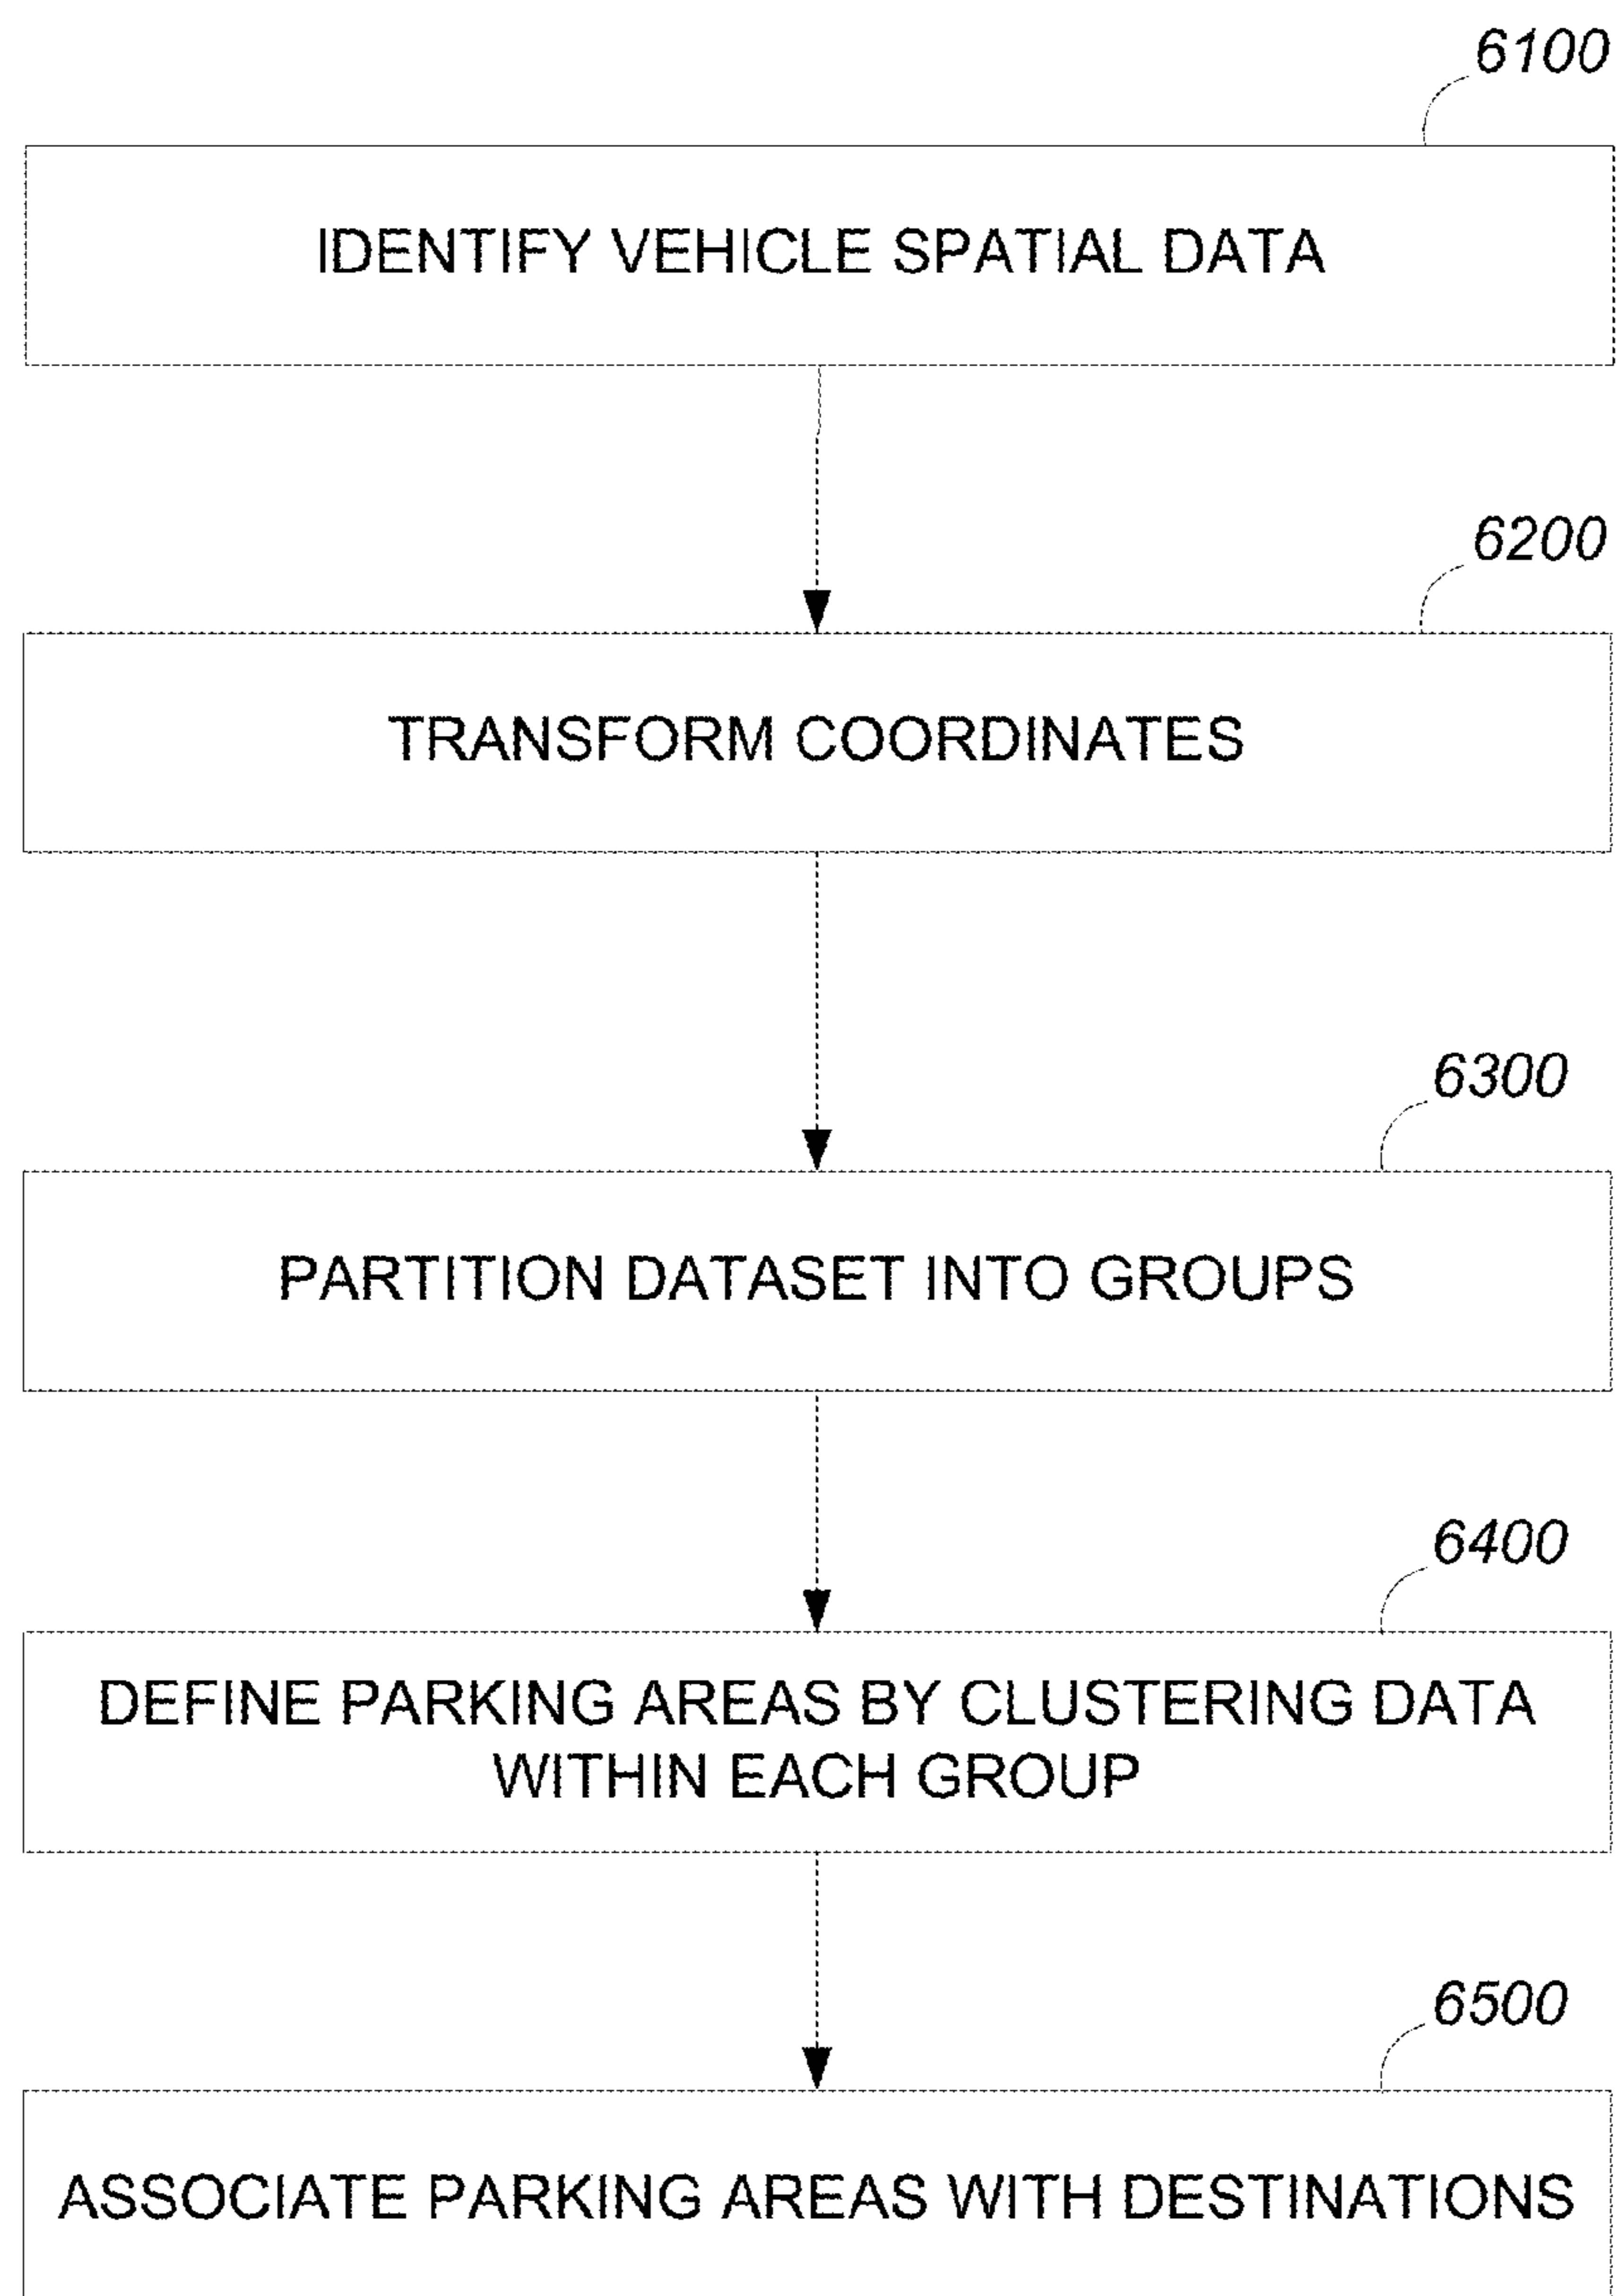 6100
IDENTIFY VEHICLE SPATIAL DATA
6200
TRANSFORM COORDINATES
6300
PARTITION DATASET INTO GROUPS
6400
DEFINE PARKING AREAS BY CLUSTERING DATA
WITHIN EACH GROUP
6500
ASSOCIATE PARKING AREAS WITH DESTINATIONS